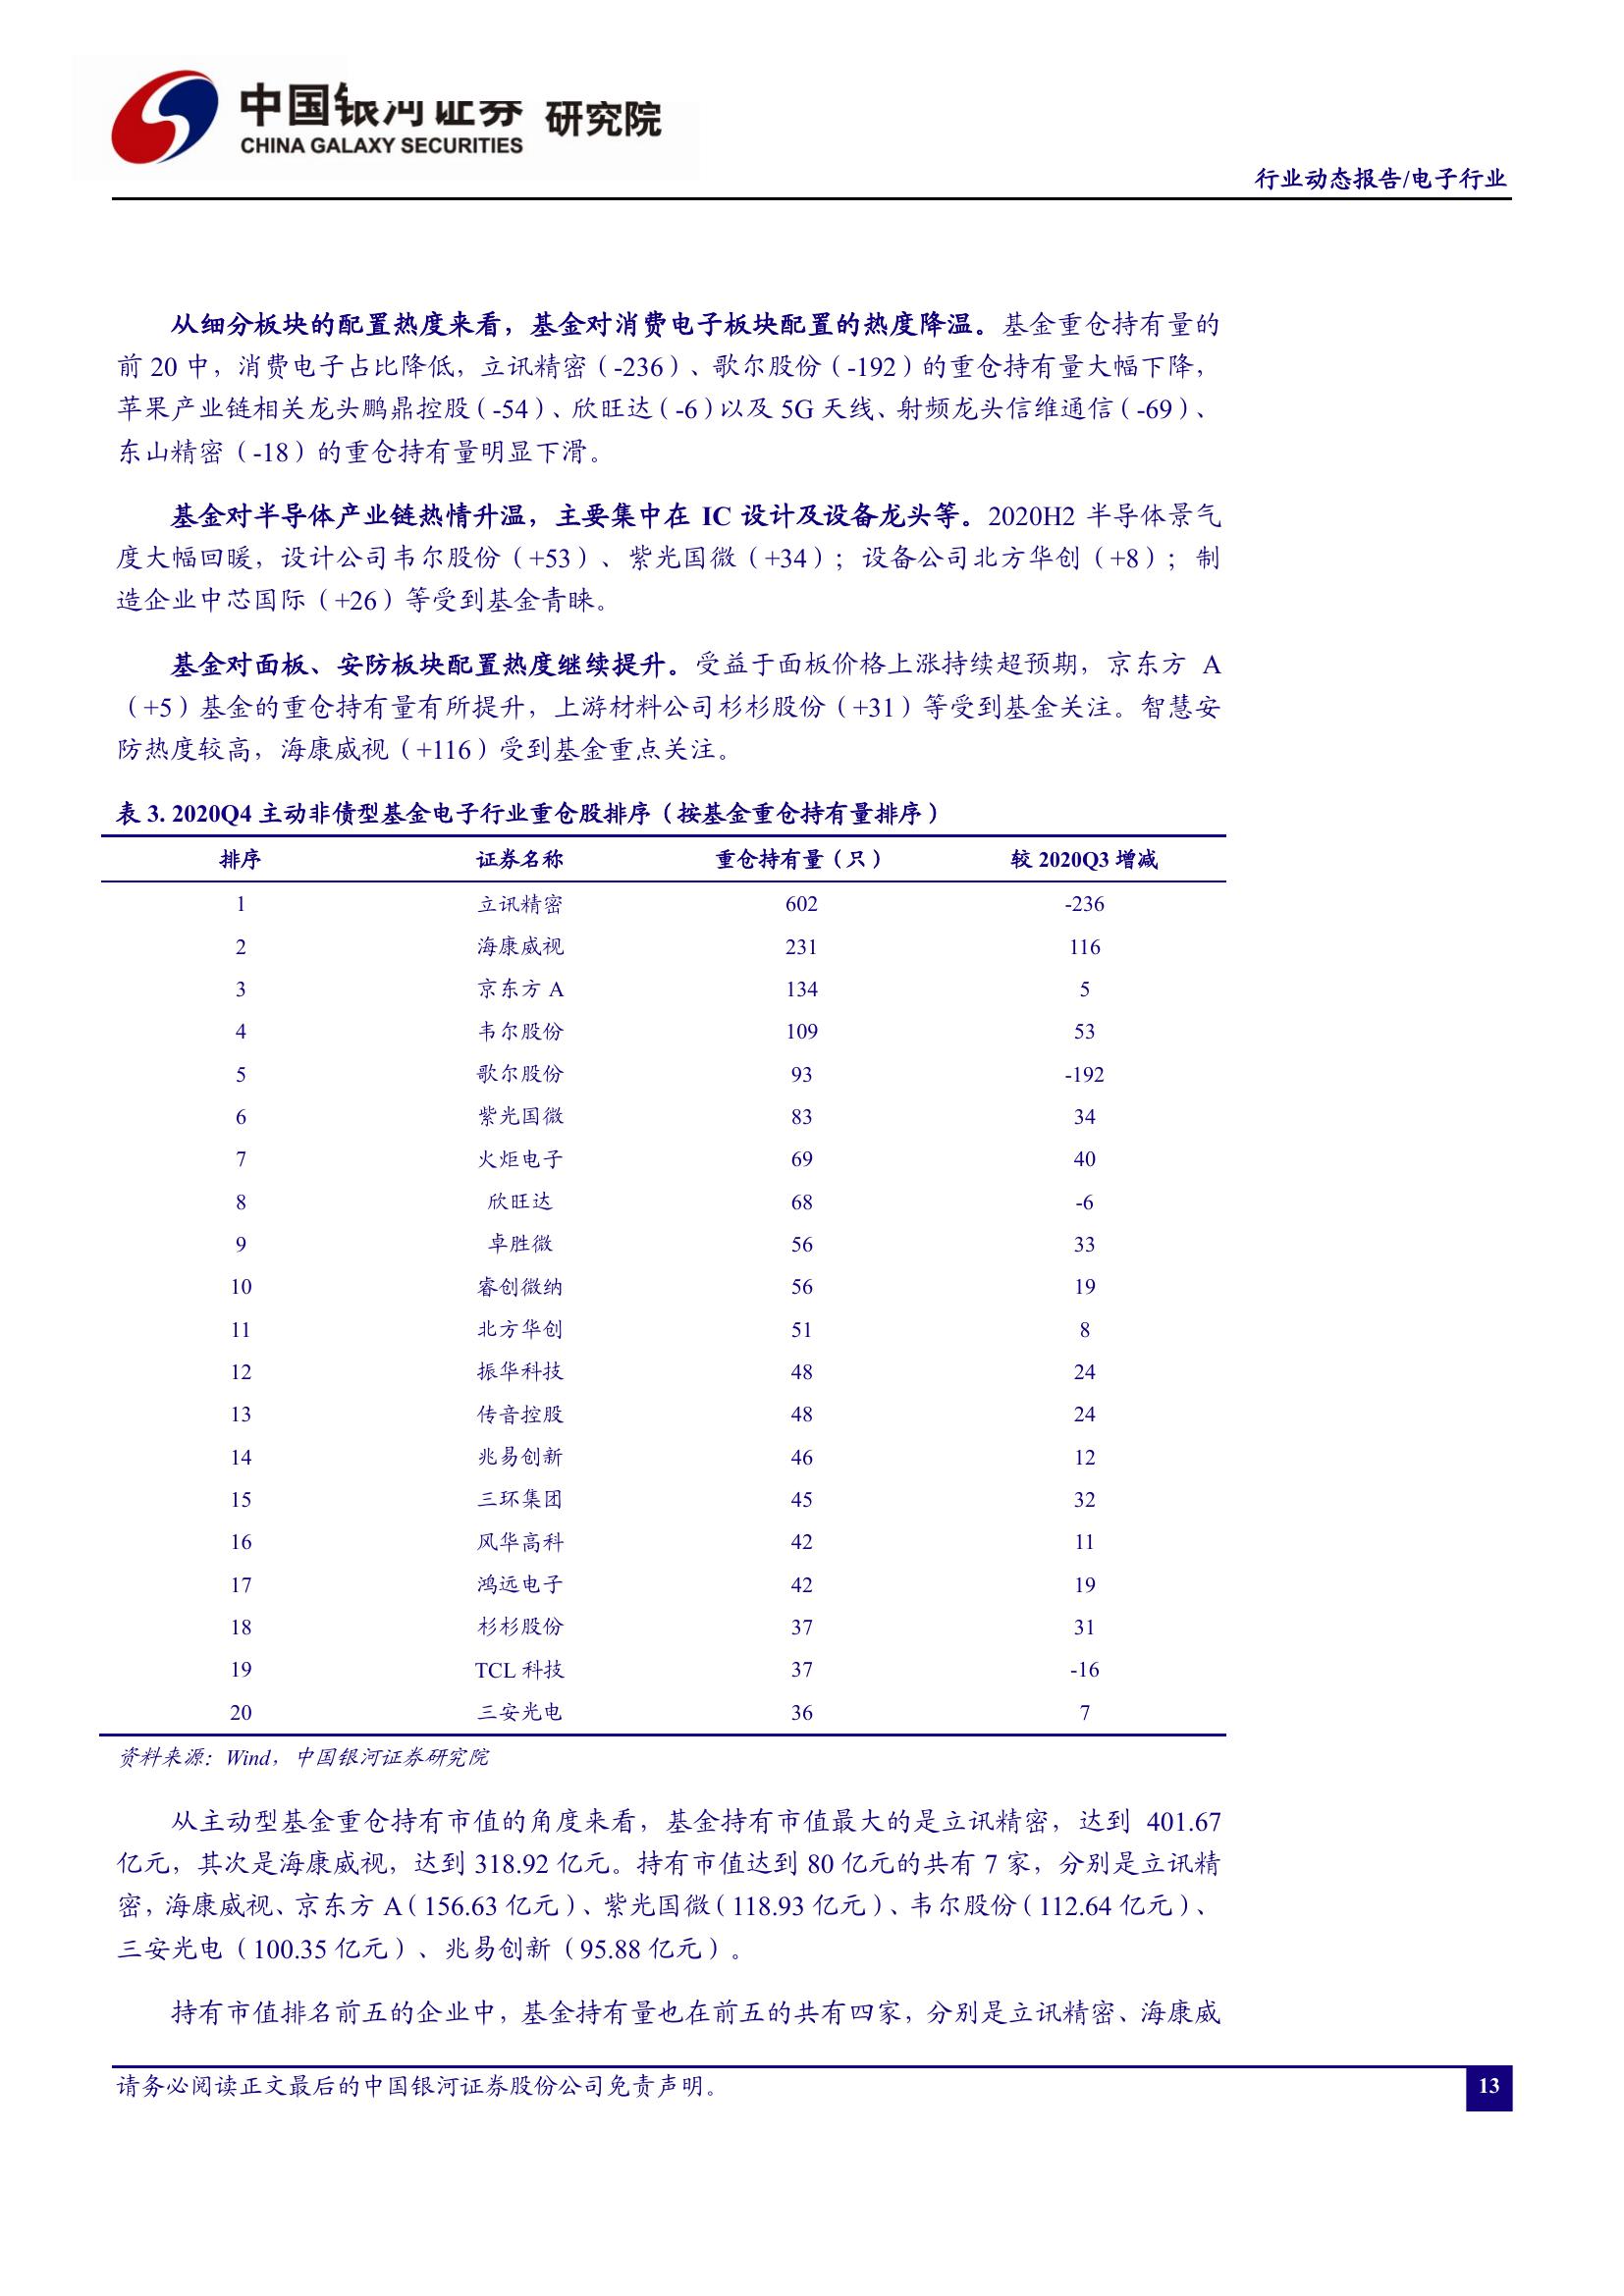 中国银河证券 研究院
CHINA GALAXY SECURITIES
行业动态报告/电子行业
从细分板块的配置热度来看，基金对消费电子板块配置的热度降温。基金重仓持有量的
前 20 中，消费电子占比降低，立讯精密（-236）、歌尔股份（-192）的重仓持有量大幅下降，
苹果产业链相关龙头鹏鼎控股（-54）、欣旺达（-6）以及 5G 天线、射频龙头信维通信（-69）、
东山精密（-18）的重仓持有量明显下滑。
基金对半导体产业链热情升温，主要集中在 IC 设计及设备龙头等。2020H2 半导体景气
度大幅回暖，设计公司韦尔股份（+53）、紫光国微（+34）；设备公司北方华创（+8）；制
造企业中芯国际（+26）等受到基金青睐。
基金对面板、安防板块配置热度继续提升。受益于面板价格上涨持续超预期，京东方 A
（+5）基金的重仓持有量有所提升，上游材料公司杉杉股份（+31）等受到基金关注。智慧安
防热度较高，海康威视（+116）受到基金重点关注。
表 3. 2020Q4 主动非债型基金电子行业重仓股排序（按基金重仓持有量排序）
排序 证券名称 重仓持有量（只） 较 2020Q3 增减
1 立讯精密 602 -236
2 海康威视 231 116
3 京东方 A 134 5
4 韦尔股份 109 53
5 歌尔股份 93 -192
6 紫光国微 83 34
7 火炬电子 69 40
8 欣旺达 68 -6
9 卓胜微 56 33
10 睿创微纳 56 19
11 北方华创 51 8
12 振华科技 48 24
13 传音控股 48 24
14 兆易创新 46 12
15 三环集团 45 32
16 风华高科 42 11
17 鸿远电子 42 19
18 杉杉股份 37 31
19 TCL 科技 37 -16
20 三安光电 36 7
资料来源：Wind，中国银河证券研究院
从主动型基金重仓持有市值的角度来看，基金持有市值最大的是立讯精密，达到 401.67
亿元，其次是海康威视，达到 318.92 亿元。持有市值达到 80 亿元的共有 7 家，分别是立讯精
密，海康威视、京东方 A（156.63 亿元）、紫光国微（118.93 亿元）、韦尔股份（112.64 亿元）、
三安光电（100.35 亿元）、兆易创新（95.88 亿元）。
持有市值排名前五的企业中，基金持有量也在前五的共有四家，分别是立讯精密、海康威
请务必阅读正文最后的中国银河证券股份公司免责声明。
13